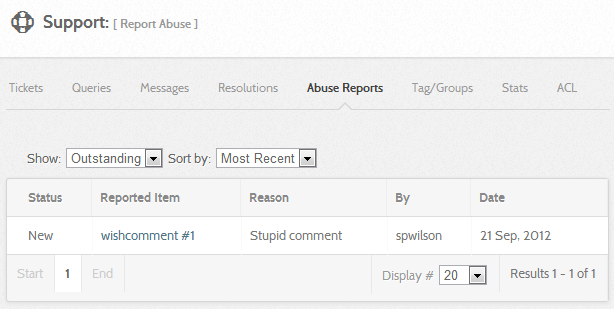 Support: [ Report Abuse ]
Tickets Queries Messages Resolutions Abuse Reports Tag/Groups Stats ACL
Show: Outstanding Sort by: Most Recent
Status Reported Item Reason By Date
New wishcomment #1 Stupid comment spwilson 21 Sep, 2012
Start 1 End Display # 20 Results 1 - 1 of 1